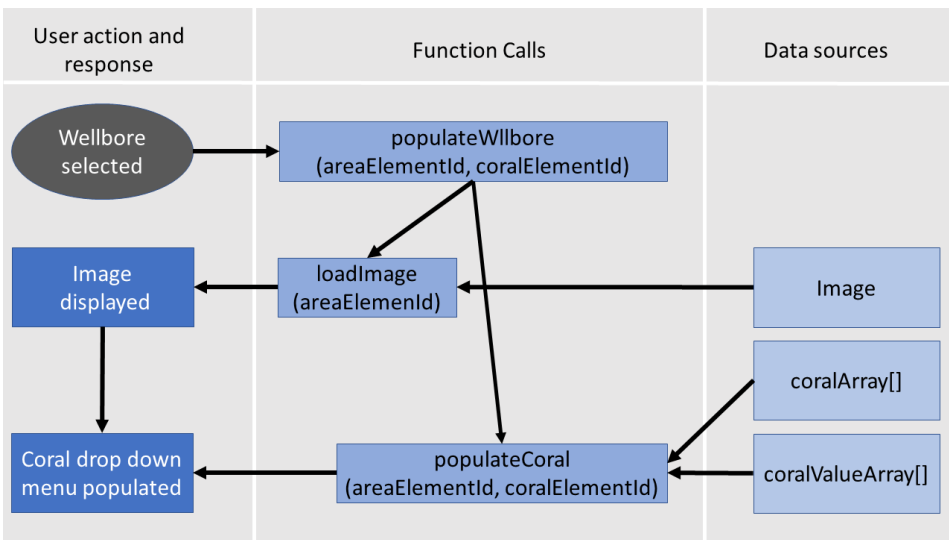 User action and
response
Function Calls
Data sources
Wellbore
selected
populateWllbore
(areaElementId, coralElementId)
Image
displayed
loadImage
(areaElemenId)
Image
coralArray[]
Coral drop down
menu populated
populateCoral
(areaElementId, coralElementId)
coralValueArray[]